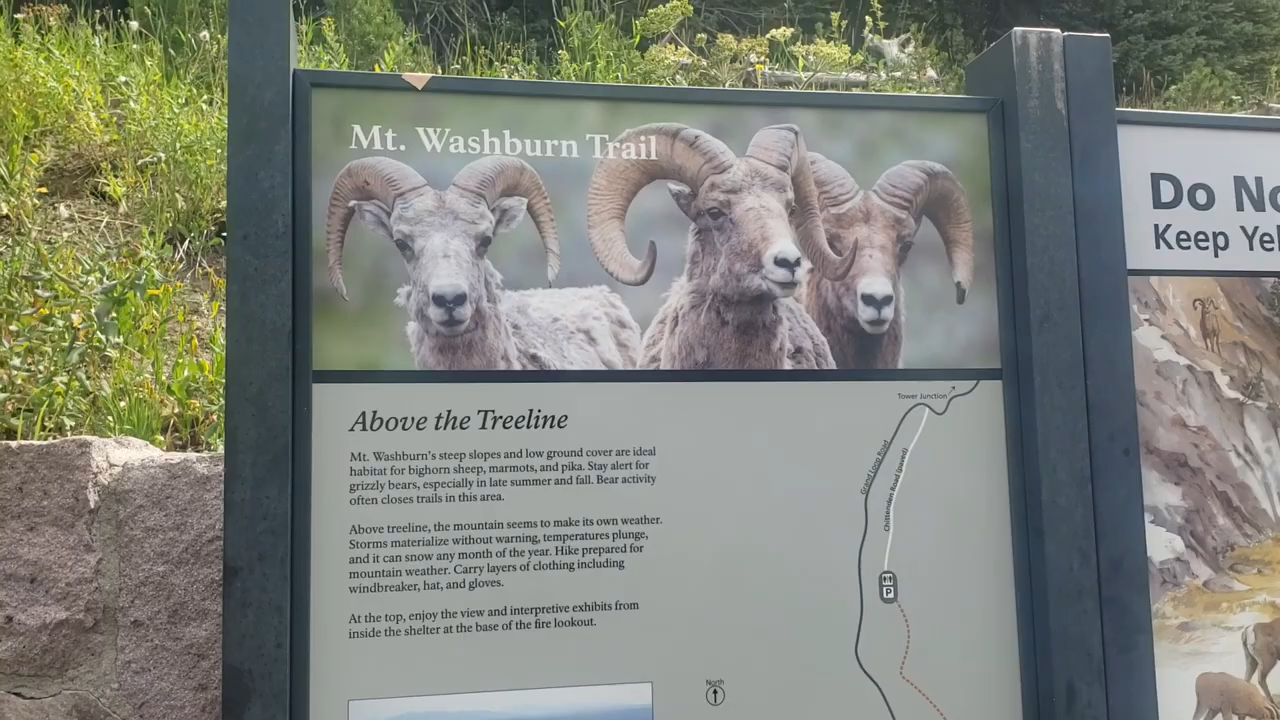 Mt. Washburn Trail
Above the Treeline
Mt. Washburn's steep slopes and low ground cover are ideal
habitat for bighorn sheep, marmots, and pika. Stay alert for
grizzly bears, especially in late summer and fall. Bear activity
often closes trails in this area.
Above treeline, the mountain seems to make its own weather.
Storms materialize without warning, temperatures plunge,
and it can snow any month of the year. Hike prepared for
mountain weather. Carry layers of clothing including
windbreaker, hat, and gloves.
At the top, enjoy the view and interpretive exhibits from
inside the shelter at the base of the fire lookout.
Tower Junction
Grand Loop Road
Chittenden Road (paved)
P
North
Do No
Keep Yel